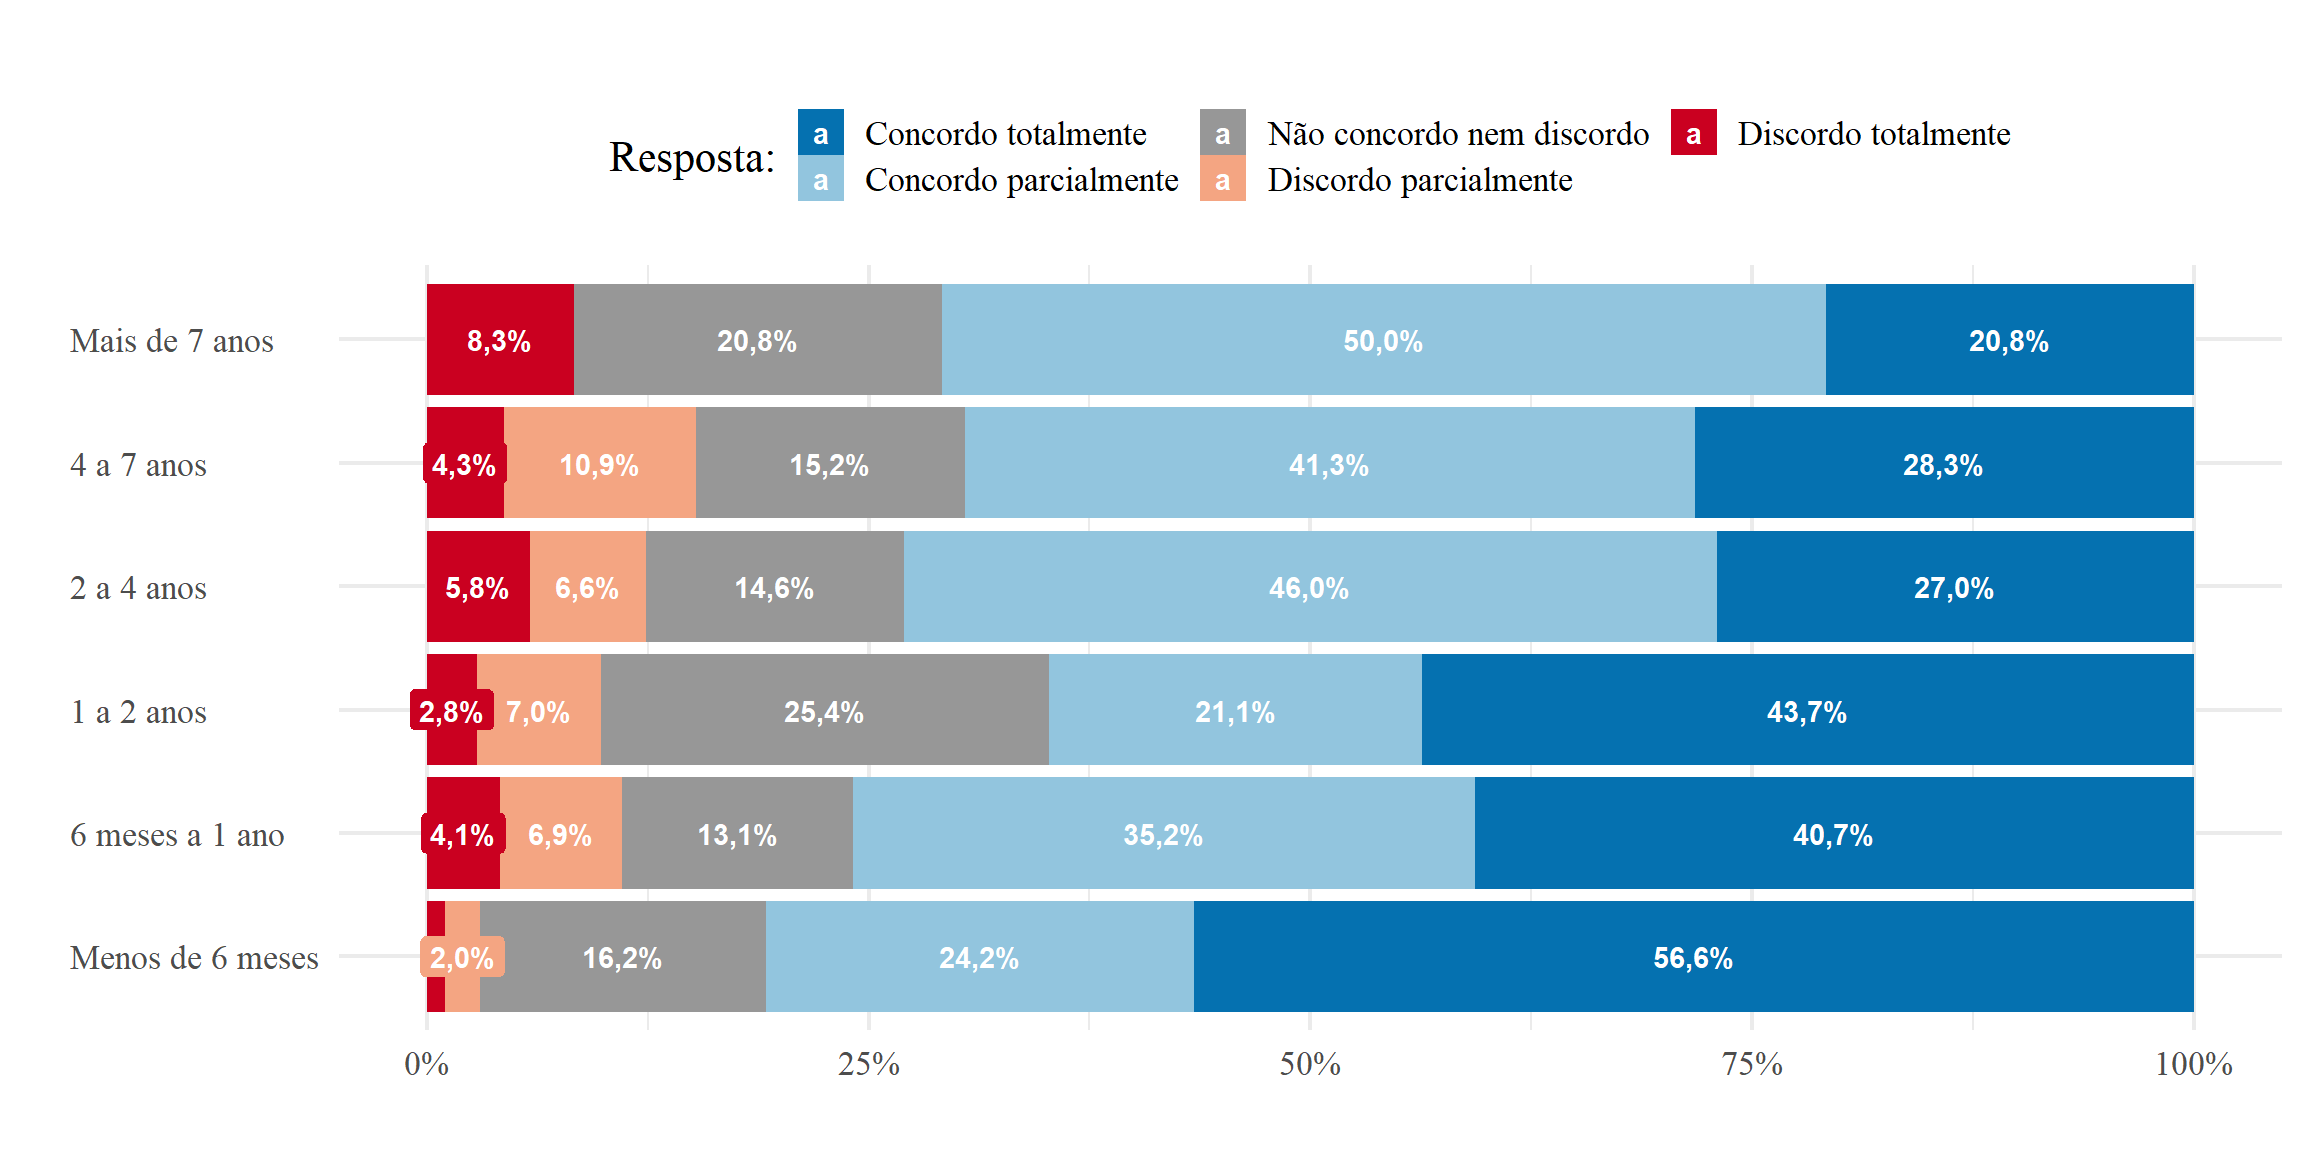 Resposta:
a Concordo totalmente
a Concordo parcialmente
a Não concordo nem discordo
a Discordo parcialmente
a Discordo totalmente
Mais de 7 anos 8,3% 20,8% 50,0% 20,8%
4 a 7 anos 4,3% 10,9% 15,2% 41,3% 28,3%
2 a 4 anos 5,8% 6,6% 14,6% 46,0% 27,0%
1 a 2 anos 2,8% 7,0% 25,4% 21,1% 43,7%
6 meses a 1 ano 4,1% 6,9% 13,1% 35,2% 40,7%
Menos de 6 meses 2,0% 16,2% 24,2% 56,6%
0% 25% 50% 75% 100%